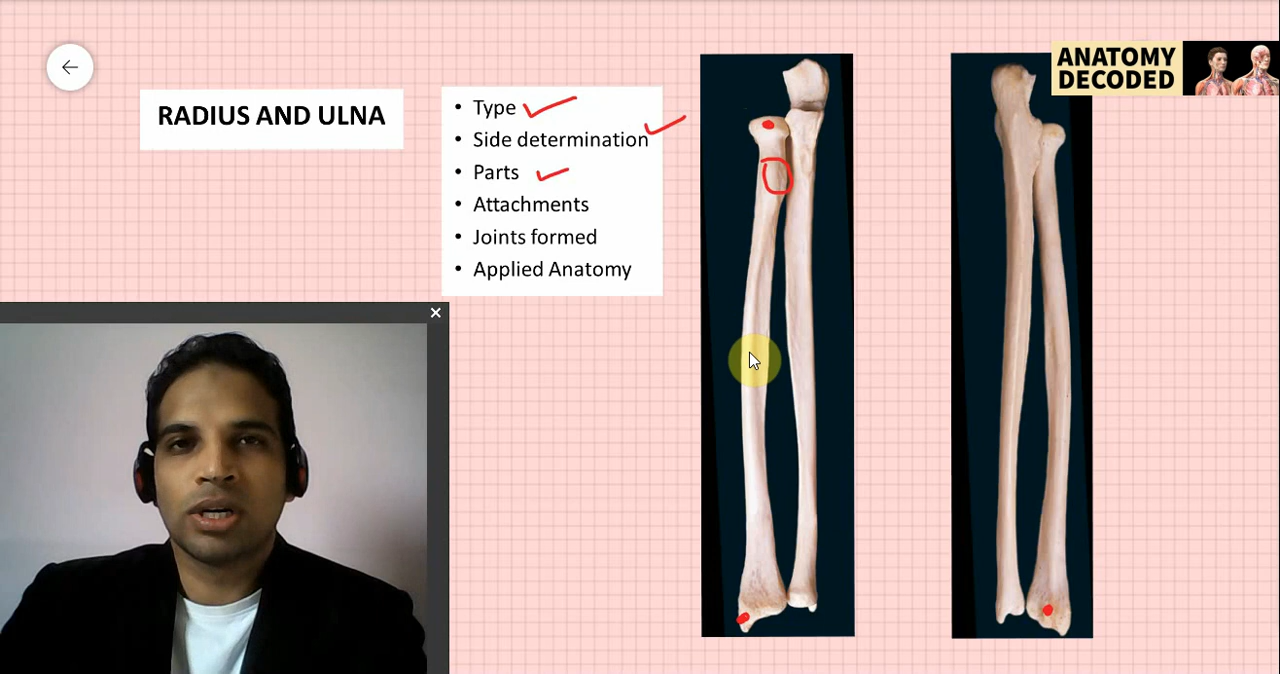 RADIUS AND ULNA
• Type
• Side determination
• Parts
• Attachments
• Joints formed
• Applied Anatomy
ANATOMY
DECODED